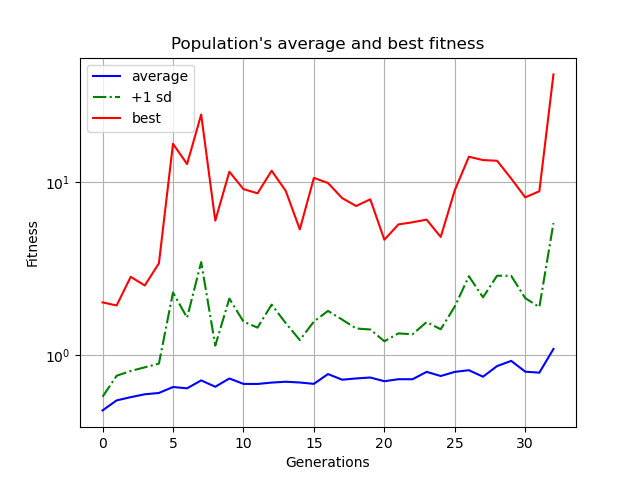 Population's average and best fitness
average
+1 sd
best
10¹
10⁰
Fitness
0 5 10 15 20 25 30
Generations